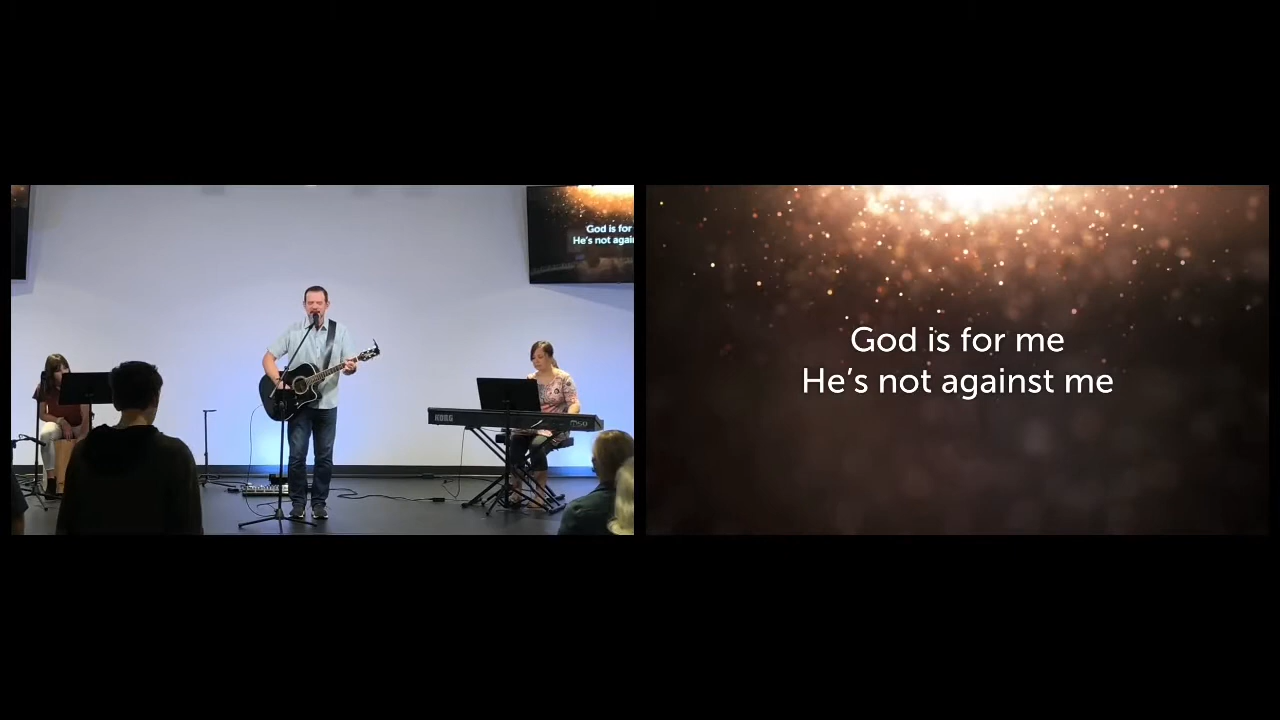 God is for
He's not agai
KORG
God is for me
He's not against me